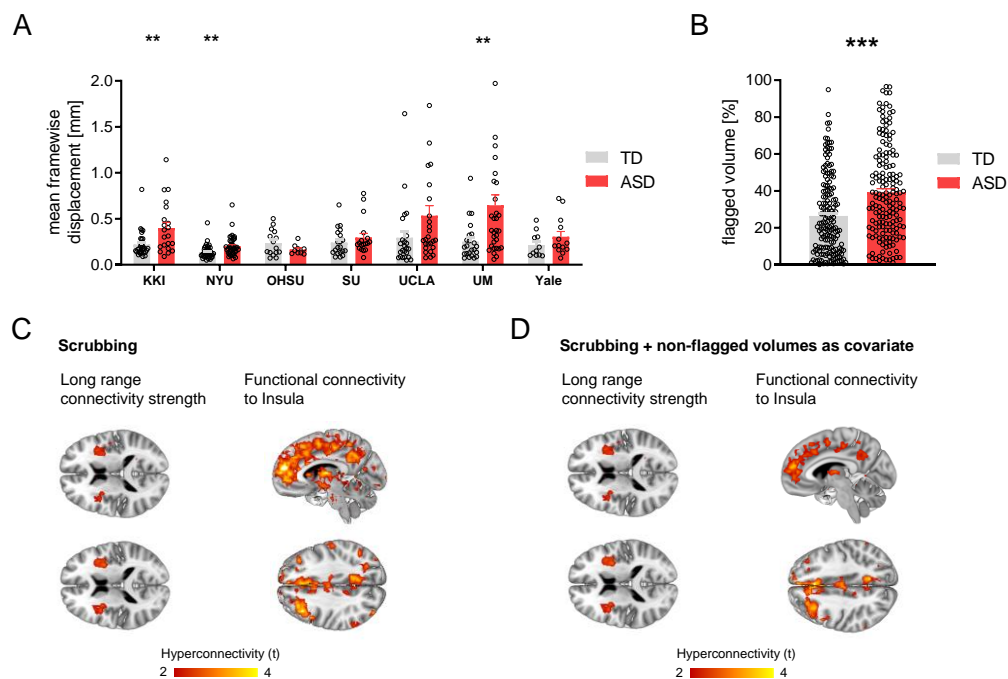 A
** ** **
mean framewise
displacement [mm]
2.0
1.5
1.0
0.5
0.0
KKI NYU OHSU SU UCLA UM Yale
TD
ASD
B
***
flagged volume [%]
100
80
60
40
20
0
TD
ASD
C
Scrubbing
Long range
connectivity strength
Functional connectivity
to Insula
Hyperconnectivity (t)
2 4
D
Scrubbing + non-flagged volumes as covariate
Long range
connectivity strength
Functional connectivity
to Insula
Hyperconnectivity (t)
2 4